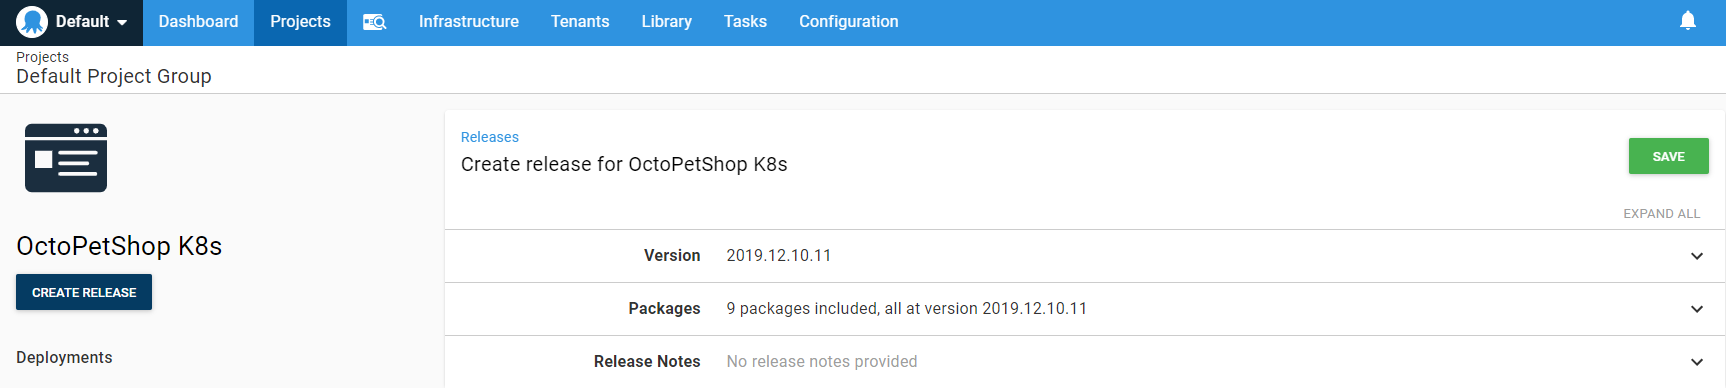 Default Dashboard Projects Infrastructure Tenants Library Tasks Configuration
Projects
Default Project Group
OctoPetShop K8s
CREATE RELEASE
Deployments
Releases
Create release for OctoPetShop K8s
SAVE
EXPAND ALL
Version 2019.12.10.11
Packages 9 packages included, all at version 2019.12.10.11
Release Notes No release notes provided